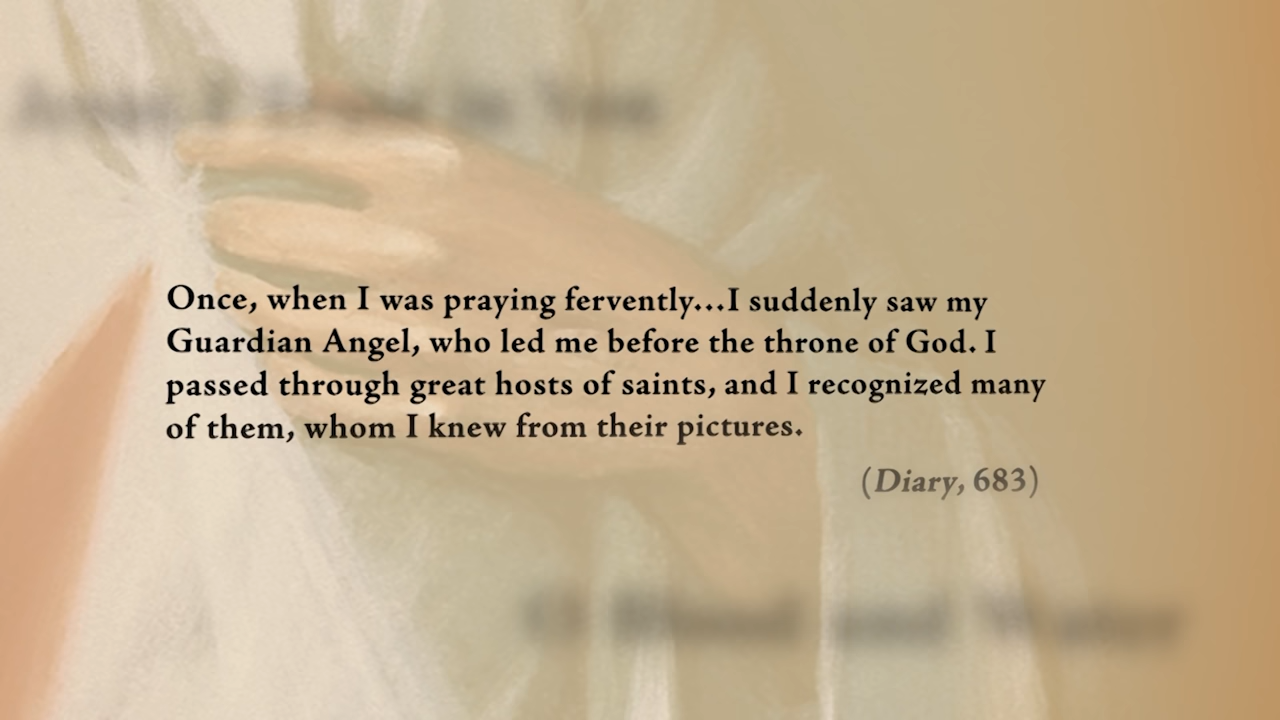 Once, when I was praying fervently...I suddenly saw my
Guardian Angel, who led me before the throne of God. I
passed through great hosts of saints, and I recognized many
of them, whom I knew from their pictures.
(Diary, 683)